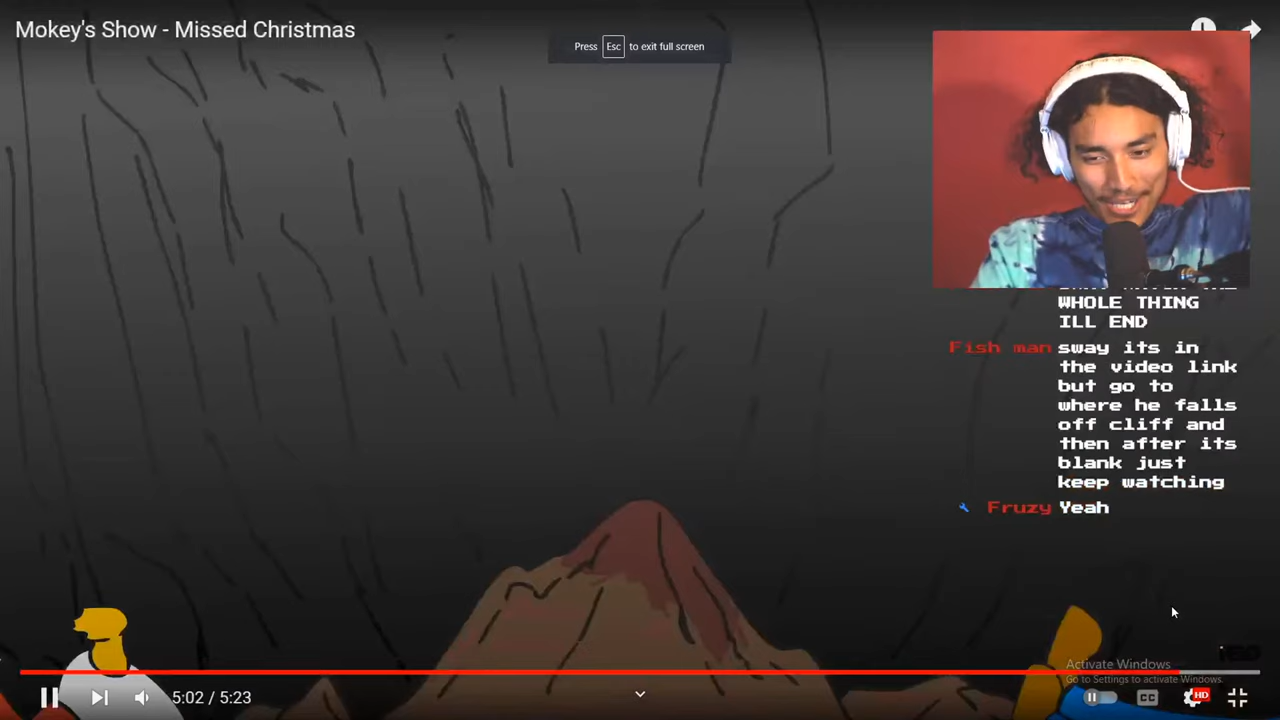 Mokey's Show - Missed Christmas
Press Esc to exit full screen
WHOLE THING
ILL END
Fish man sway its in
the video link
but go to
where he falls
off cliff and
then after its
blank just
keep watching
Fruzy Yeah
Activate Windows
Go to Settings to activate Windows.
5:02 / 5:23
CC
HD